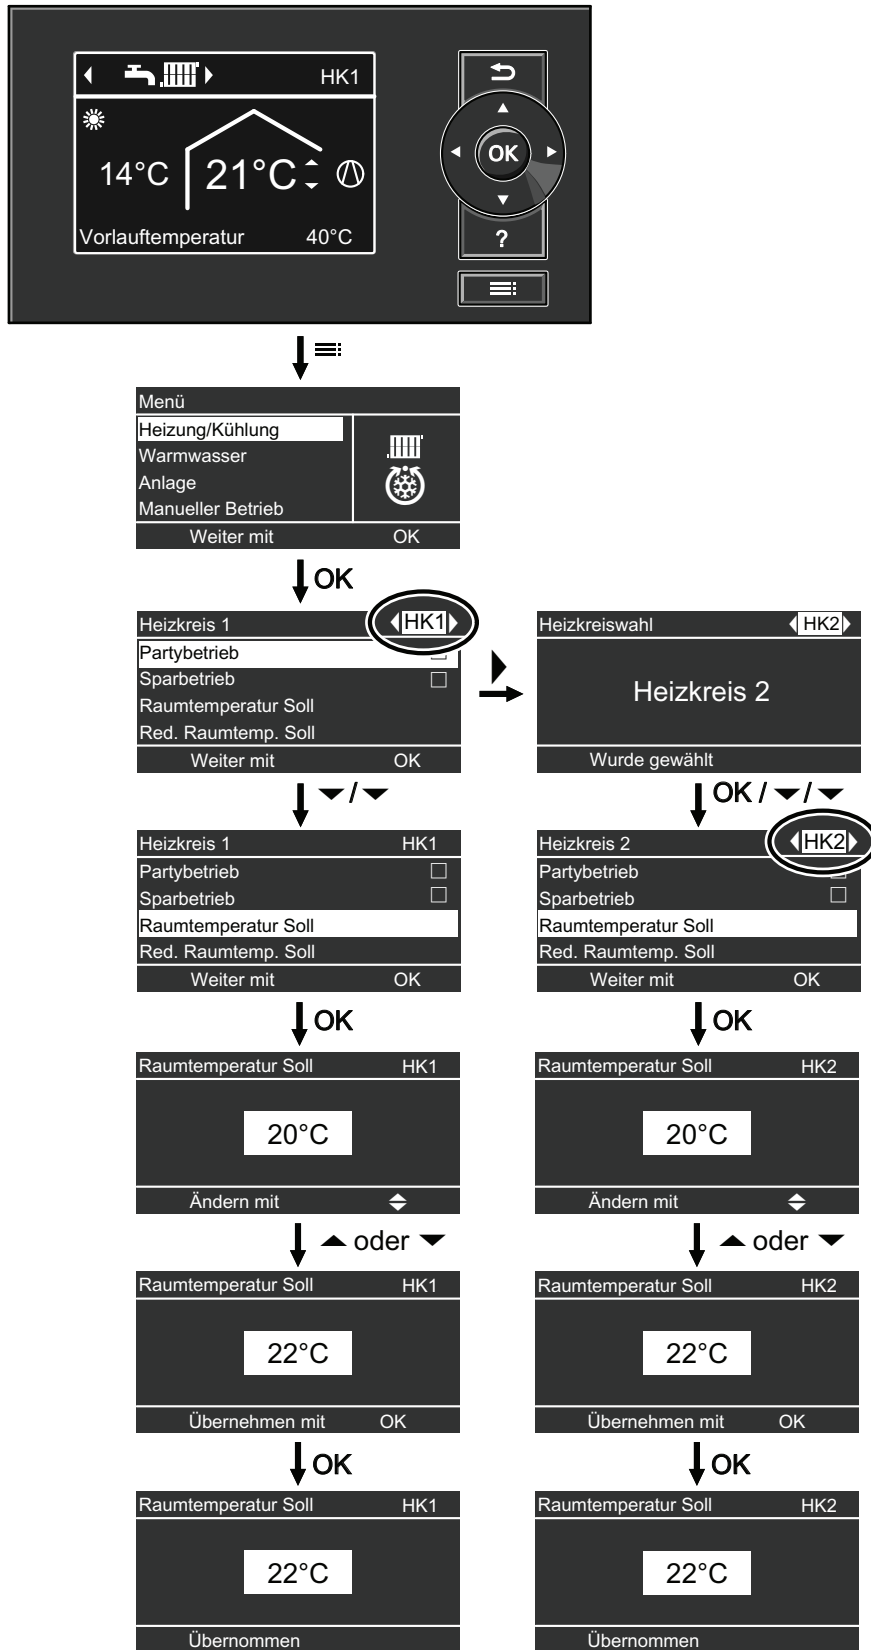 HK1
14°C 21°C
Vorlauftemperatur 40°C
OK
?
Menü
Heizung/Kühlung
Warmwasser
Anlage
Manueller Betrieb
Weiter mit OK
OK
Heizkreis 1 HK1
Partybetrieb
Sparbetrieb
Raumtemperatur Soll
Red. Raumtemp. Soll
Weiter mit OK
Heizkreiswahl HK2
Heizkreis 2
Wurde gewählt
/
OK / /
Heizkreis 1 HK1
Partybetrieb
Sparbetrieb
Raumtemperatur Soll
Red. Raumtemp. Soll
Weiter mit OK
Heizkreis 2 HK2
Partybetrieb
Sparbetrieb
Raumtemperatur Soll
Red. Raumtemp. Soll
Weiter mit OK
OK
OK
Raumtemperatur Soll HK1
20°C
Ändern mit
Raumtemperatur Soll HK2
20°C
Ändern mit
oder
oder
Raumtemperatur Soll HK1
22°C
Übernehmen mit OK
Raumtemperatur Soll HK2
22°C
Übernehmen mit OK
OK
OK
Raumtemperatur Soll HK1
22°C
Übernommen
Raumtemperatur Soll HK2
22°C
Übernommen